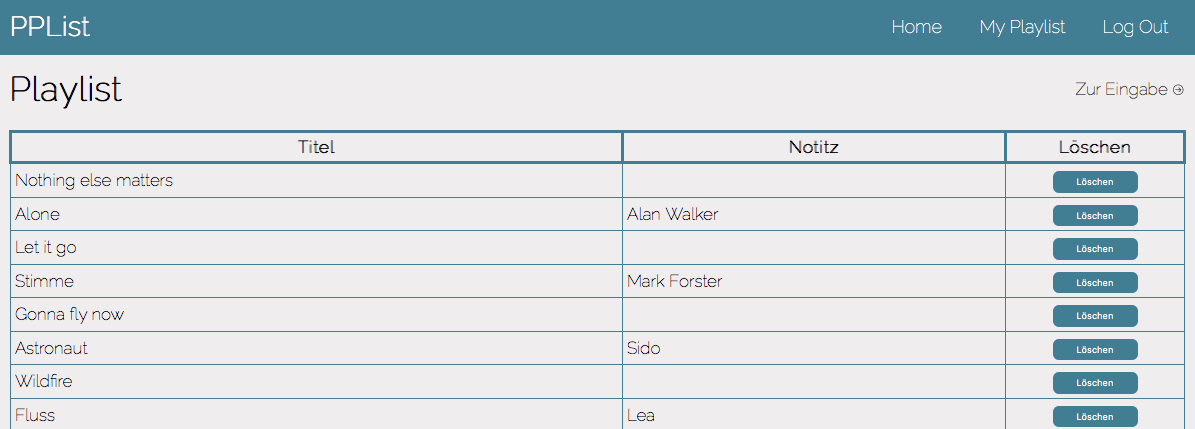 PPList Home My Playlist Log Out
Playlist Zur Eingabe
Titel Notitz Löschen
Nothing else matters Löschen
Alone Alan Walker Löschen
Let it go Löschen
Stimme Mark Forster Löschen
Gonna fly now Löschen
Astronaut Sido Löschen
Wildfire Löschen
Fluss Lea Löschen